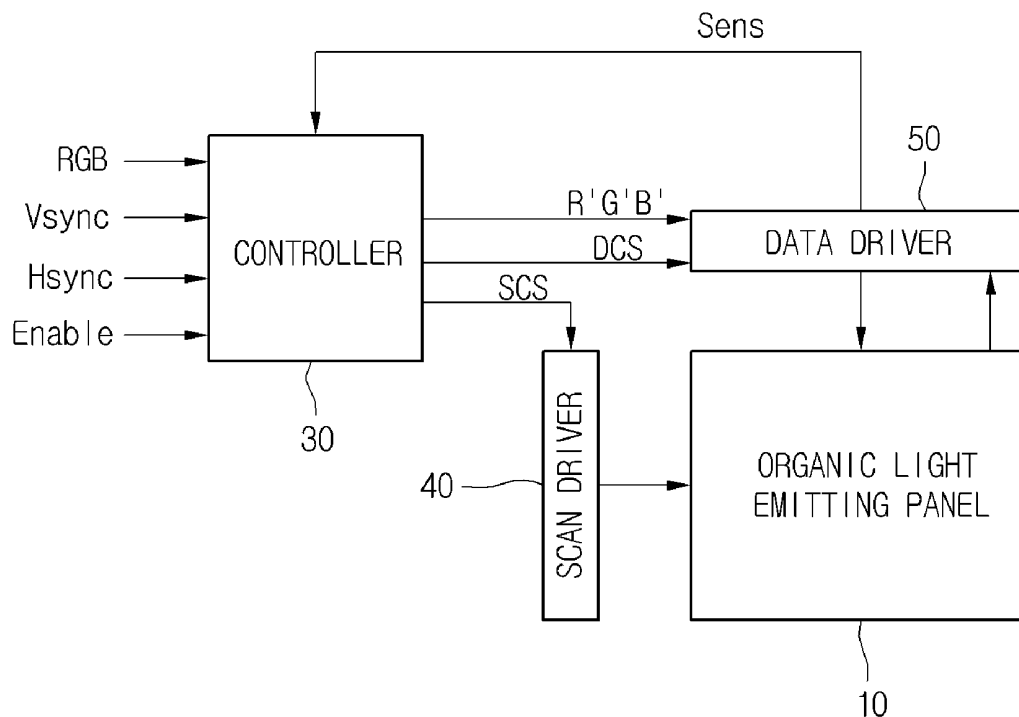 Sens
50
RGB
R'G'B'
Vsync
CONTROLLER
DATA DRIVER
DCS
Hsync
SCS
Enable
30
SCAN DRIVER
40
ORGANIC LIGHT
EMITTING PANEL
10